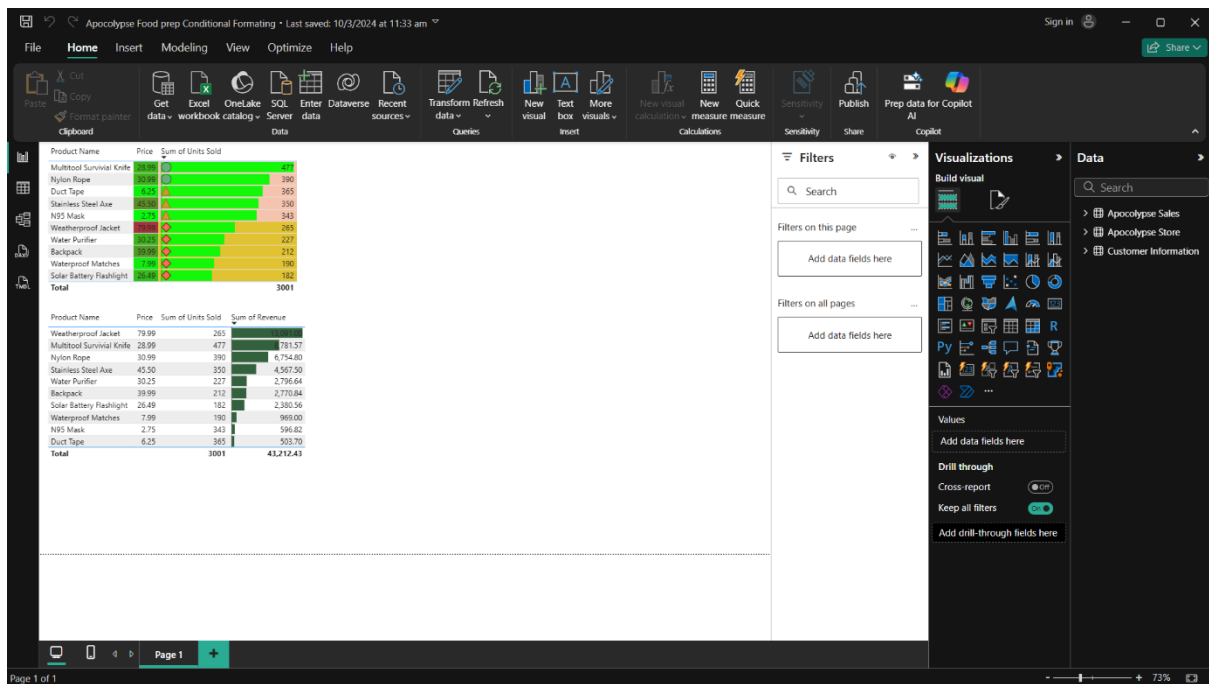 Apocolypse Food prep Conditional Formating • Last saved: 10/3/2024 at 11:33 am
Sign in
File Home Insert Modeling View Optimize Help
Share
Paste
Cut
Copy
Format painter
Clipboard
Get data
Excel workbook
OneLake catalog
SQL Server
Enter data
Dataverse
Recent sources
Data
Transform data
Refresh
Queries
New visual
Text box
More visuals
Insert
New visual calculation
New measure
Quick measure
Calculations
Sensitivity
Sensitivity
Publish
Share
Prep data for AI
Copilot
Copilot
Product Name Price Sum of Units Sold
Multitool Survivial Knife 28.99 477
Nylon Rope 30.99 390
Duct Tape 6.25 365
Stainless Steel Axe 45.50 350
N95 Mask 2.75 343
Weatherproof Jacket 79.99 265
Water Purifier 30.25 227
Backpack 39.99 212
Waterproof Matches 7.99 190
Solar Battery Flashlight 26.49 182
Total 3001
Product Name Price Sum of Units Sold Sum of Revenue
Weatherproof Jacket 79.99 265
Multitool Survivial Knife 28.99 477 781.57
Nylon Rope 30.99 390 6,754.80
Stainless Steel Axe 45.50 350 4,567.50
Water Purifier 30.25 227 2,796.64
Backpack 39.99 212 2,770.84
Solar Battery Flashlight 26.49 182 2,380.56
Waterproof Matches 7.99 190 969.00
N95 Mask 2.75 343 596.82
Duct Tape 6.25 365 503.70
Total 3001 43,212.43
Filters
Search
Filters on this page ...
Add data fields here
Filters on all pages ...
Add data fields here
Visualizations
Build visual
R
Py
123
...
Values
Add data fields here
Drill through
Cross-report Off
Keep all filters On
Add drill-through fields here
Data
Search
Apocolypse Sales
Apocolypse Store
Customer Information
DAX
TMDL
Page 1
+
Page 1 of 1
- + 73%